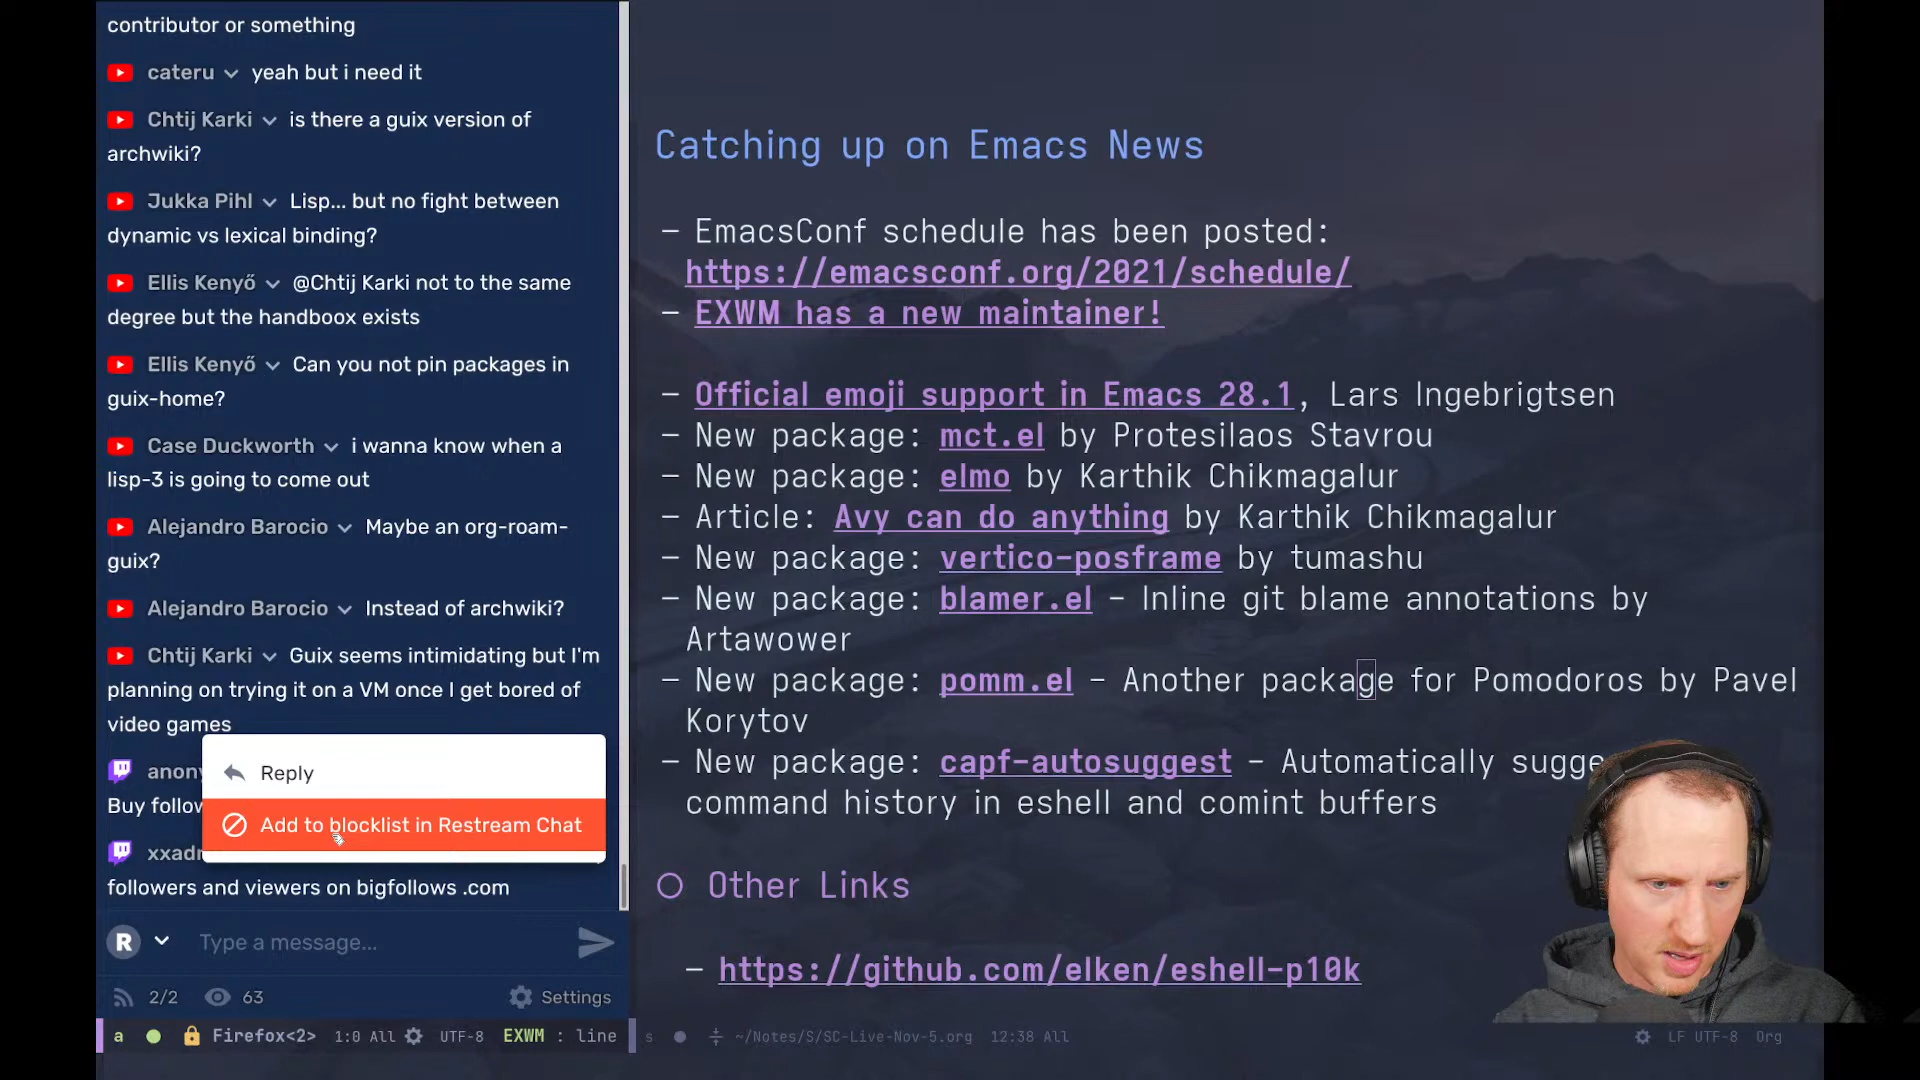 contributor or something
cateru yeah but i need it
Chtij Karki is there a guix version of
archwiki?
Jukka Pihl Lisp... but no fight between
dynamic vs lexical binding?
Ellis Kenyő @Chtij Karki not to the same
degree but the handboox exists
Ellis Kenyő Can you not pin packages in
guix-home?
Case Duckworth i wanna know when a
lisp-3 is going to come out
Alejandro Barocio Maybe an org-roam-
guix?
Alejandro Barocio Instead of archwiki?
Chtij Karki Guix seems intimidating but I'm
planning on trying it on a VM once I get bored of
video games
Buy
Reply
Add to blocklist in Restream Chat
followers and viewers on bigfollows .com
R Type a message...
2/2 63 Settings
a Firefox<2> 1:0 All UTF-8 EXWM : line
Catching up on Emacs News
– EmacsConf schedule has been posted:
https://emacsconf.org/2021/schedule/
– EXWM has a new maintainer!
– Official emoji support in Emacs 28.1, Lars Ingebrigtsen
– New package: mct.el by Protesilaos Stavrou
– New package: elmo by Karthik Chikmagalur
– Article: Avy can do anything by Karthik Chikmagalur
– New package: vertico-posframe by tumashu
– New package: blamer.el – Inline git blame annotations by
Artawower
– New package: pomm.el – Another package for Pomodoros by Pavel
Korytov
– New package: capf-autosuggest – Automatically sugge
command history in eshell and comint buffers
Other Links
– https://github.com/elken/eshell-p10k
s ~/Notes/S/SC-Live-Nov-5.org 12:38 All LF UTF-8 Org